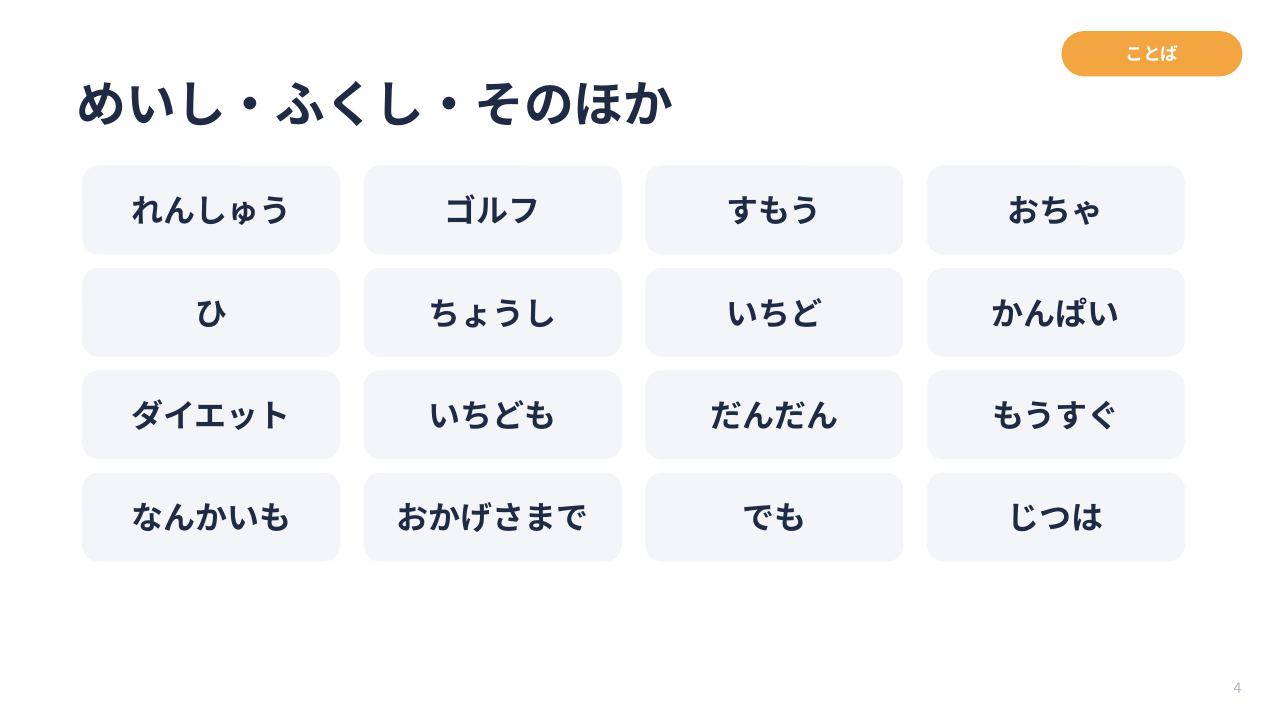 ことば
めいし・ふくし・そのほか
れんしゅう
ゴルフ
すもう
おちゃ
ひ
ちょうし
いちど
かんぱい
ダイエット
いちども
だんだん
もうすぐ
なんかいも
おかげさまで
でも
じつは
4